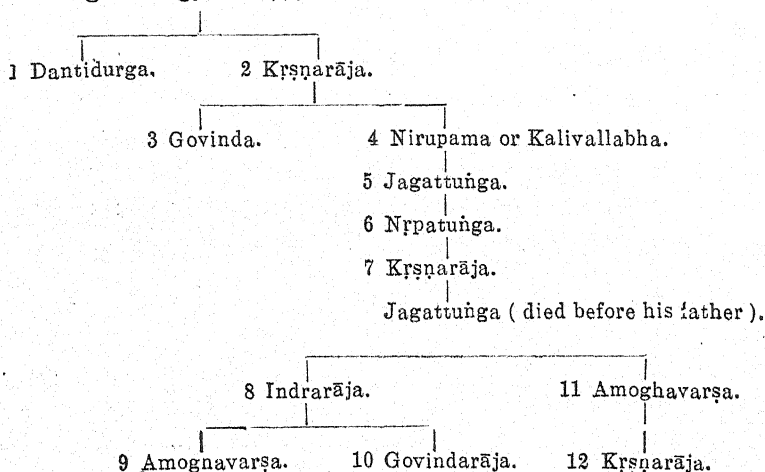 1 Dantidurga. 2 Kṛṣṇarāja.
3 Govinda. 4 Nirupama or Kalivallabha.
5 Jagattuṅga.
6 Nṛpatuṅga.
7 Kṛṣṇarāja.
Jagattuṅga ( died before his father ).
8 Indrarāja. 11 Amoghavarṣa.
9 Amognavarṣa. 10 Govindarāja. 12 Kṛṣṇarāja.